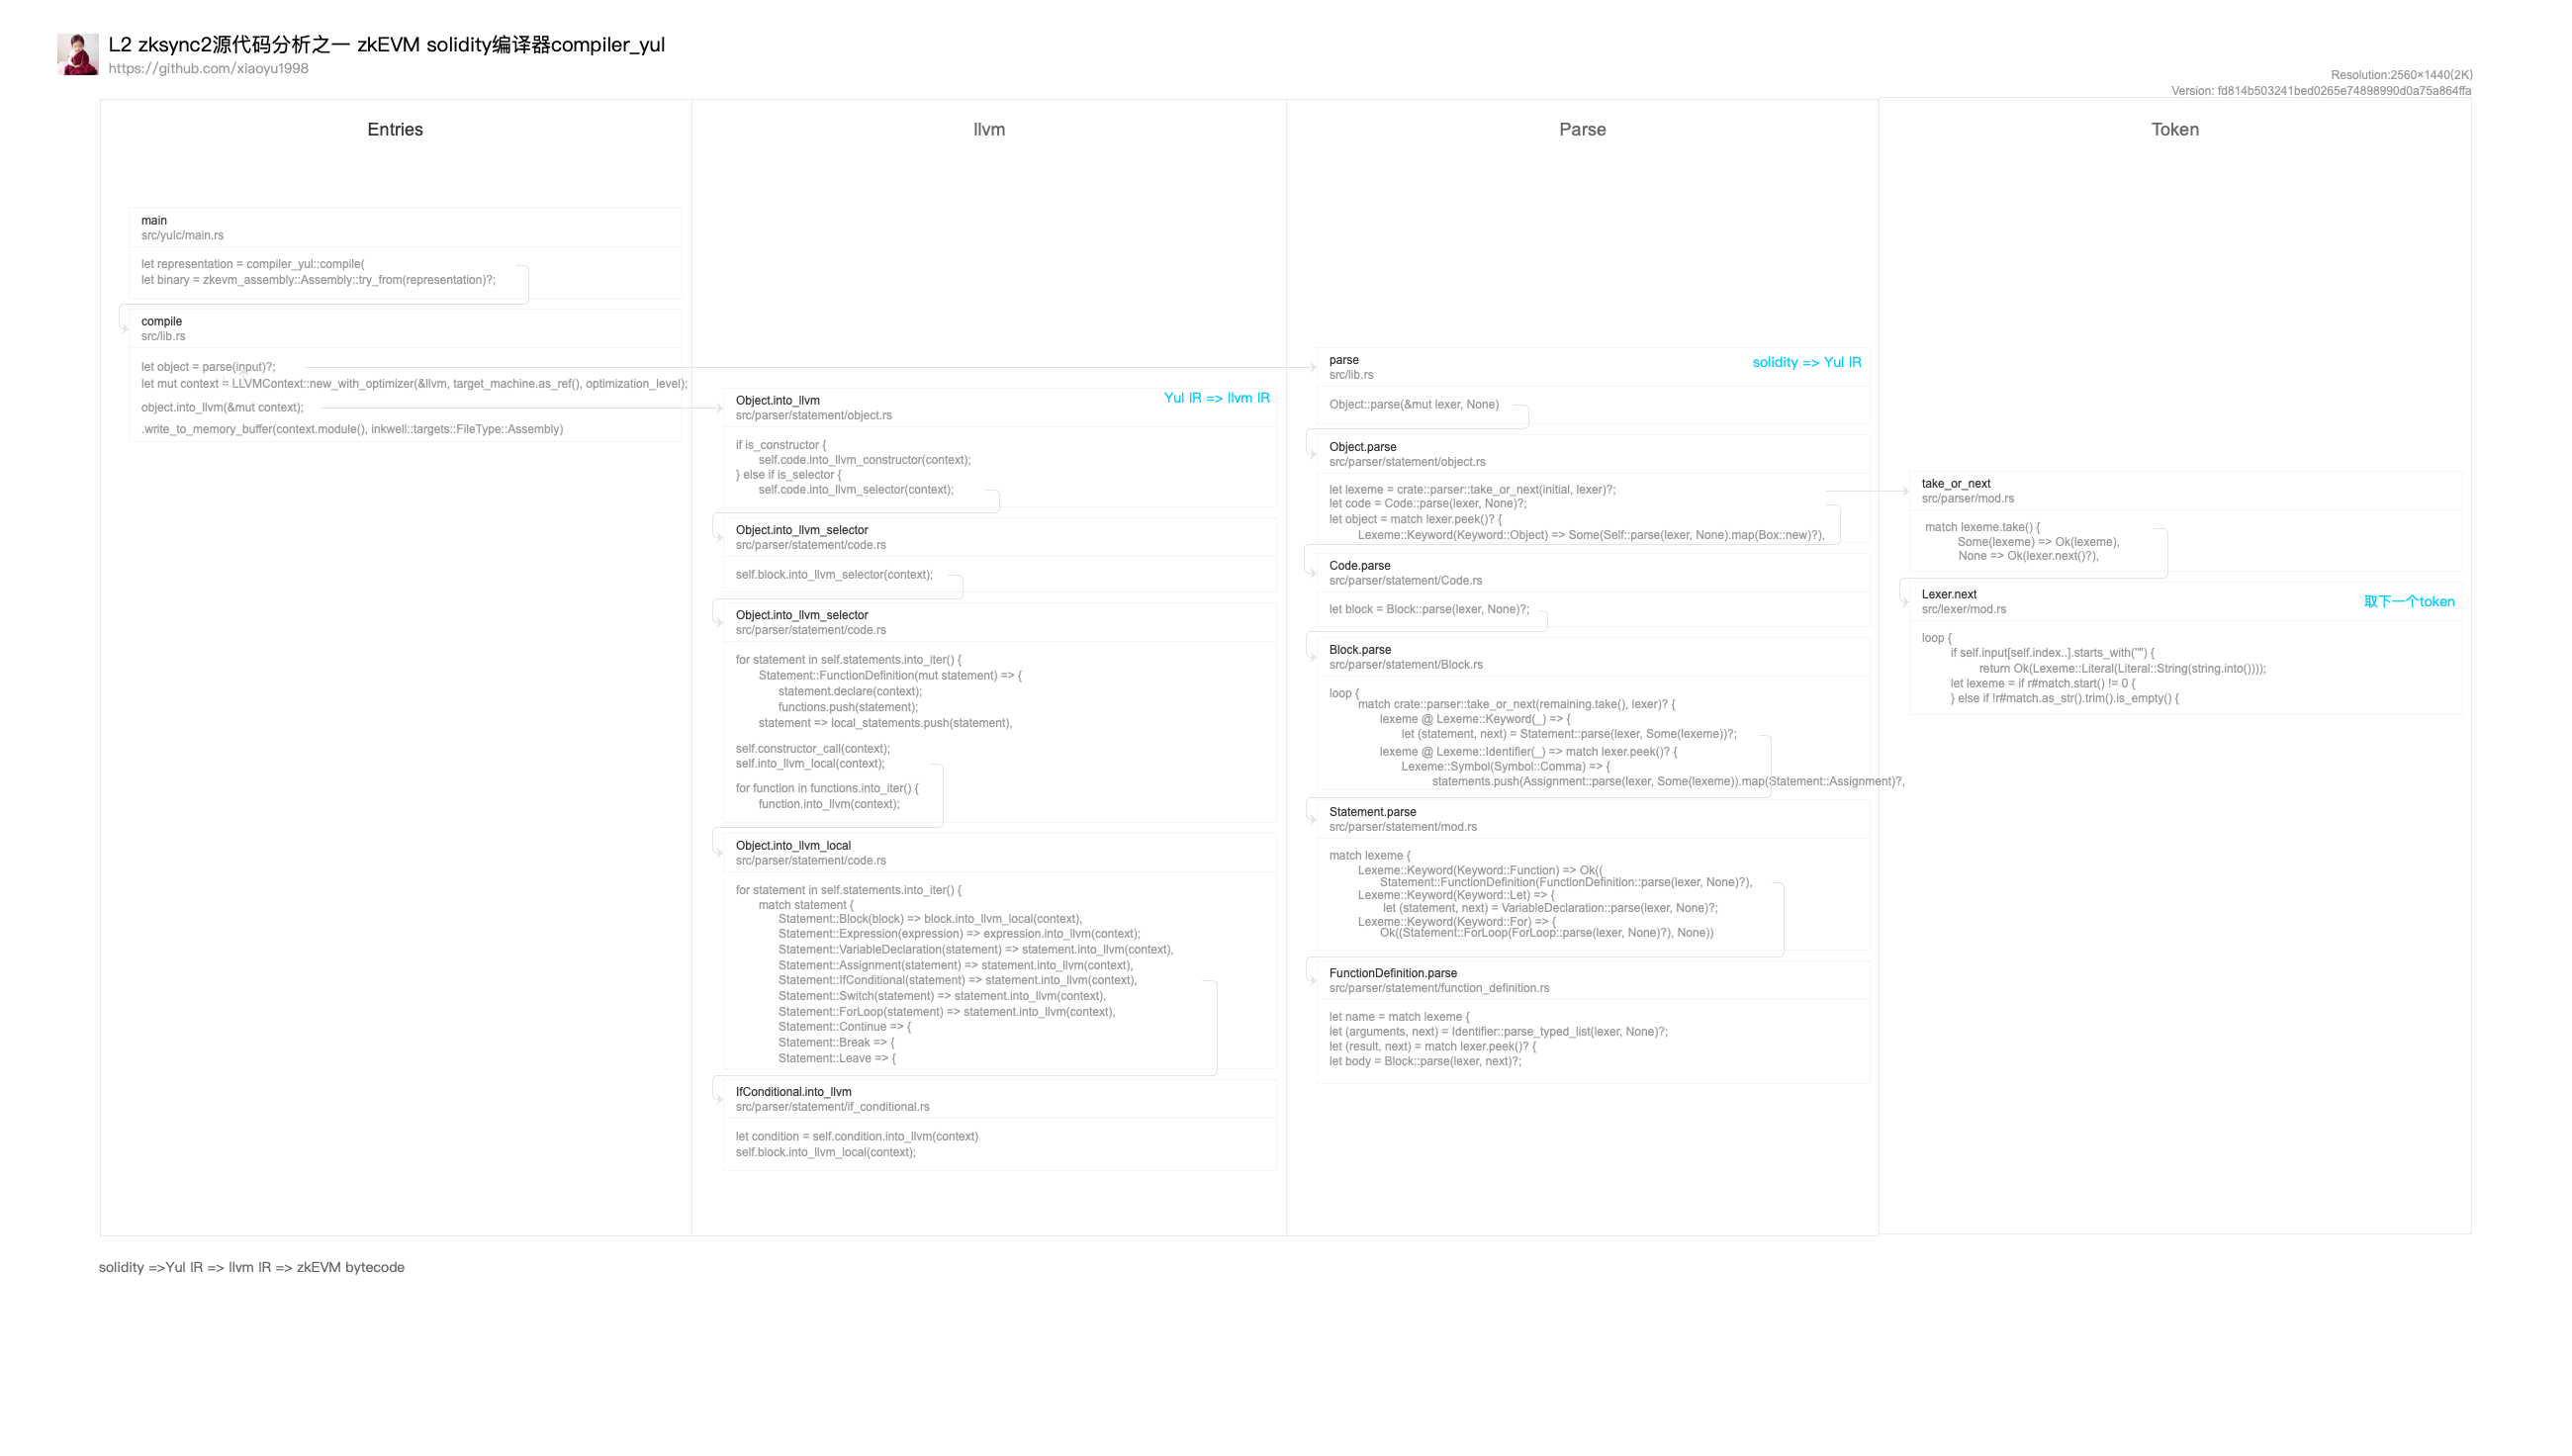 L2 zksync2源代码分析之一 zkEVM solidity编译器compiler_yul
https://github.com/xiaoyu1998
Resolution:2560×1440(2K)
Version: fd814b503241bed0265e74898990d0a75a864ffa
Entries
main
src/yulc/main.rs
let representation = compiler_yul::compile(
let binary = zkevm_assembly::Assembly::try_from(representation)?;
compile
src/lib.rs
let object = parse(input)?;
let mut context = LLVMContext::new_with_optimizer(&llvm, target_machine.as_ref(), optimization_level);
object.into_llvm(&mut context);
.write_to_memory_buffer(context.module(), inkwell::targets::FileType::Assembly)
llvm
Object.into_llvm
Yul IR => llvm IR
src/parser/statement/object.rs
if is_constructor {
self.code.into_llvm_constructor(context);
} else if is_selector {
self.code.into_llvm_selector(context);
Object.into_llvm_selector
src/parser/statement/code.rs
self.block.into_llvm_selector(context);
Object.into_llvm_selector
src/parser/statement/code.rs
for statement in self.statements.into_iter() {
Statement::FunctionDefinition(mut statement) => {
statement.declare(context);
functions.push(statement);
statement => local_statements.push(statement),
self.constructor_call(context);
self.into_llvm_local(context);
for function in functions.into_iter() {
function.into_llvm(context);
Object.into_llvm_local
src/parser/statement/code.rs
for statement in self.statements.into_iter() {
match statement {
Statement::Block(block) => block.into_llvm_local(context),
Statement::Expression(expression) => expression.into_llvm(context);
Statement::VariableDeclaration(statement) => statement.into_llvm(context),
Statement::Assignment(statement) => statement.into_llvm(context),
Statement::IfConditional(statement) => statement.into_llvm(context),
Statement::Switch(statement) => statement.into_llvm(context),
Statement::ForLoop(statement) => statement.into_llvm(context),
Statement::Continue => {
Statement::Break => {
Statement::Leave => {
IfConditional.into_llvm
src/parser/statement/if_conditional.rs
let condition = self.condition.into_llvm(context)
self.block.into_llvm_local(context);
Parse
parse
solidity => Yul IR
src/lib.rs
Object::parse(&mut lexer, None)
Object.parse
src/parser/statement/object.rs
let lexeme = crate::parser::take_or_next(initial, lexer)?;
let code = Code::parse(lexer, None)?;
let object = match lexer.peek()? {
Lexeme::Keyword(Keyword::Object) => Some(Self::parse(lexer, None).map(Box::new)?),
Code.parse
src/parser/statement/Code.rs
let block = Block::parse(lexer, None)?;
Block.parse
src/parser/statement/Block.rs
loop {
match crate::parser::take_or_next(remaining.take(), lexer)? {
lexeme @ Lexeme::Keyword(_) => {
let (statement, next) = Statement::parse(lexer, Some(lexeme))?;
lexeme @ Lexeme::Identifier(_) => match lexer.peek()? {
Lexeme::Symbol(Symbol::Comma) => {
statements.push(Assignment::parse(lexer, Some(lexeme)).map(Statement::Assignment)?,
Statement.parse
src/parser/statement/mod.rs
match lexeme {
Lexeme::Keyword(Keyword::Function) => Ok((
Statement::FunctionDefinition(FunctionDefinition::parse(lexer, None)?),
Lexeme::Keyword(Keyword::Let) => {
let (statement, next) = VariableDeclaration::parse(lexer, None)?;
Lexeme::Keyword(Keyword::For) => {
Ok((Statement::ForLoop(ForLoop::parse(lexer, None)?), None))
FunctionDefinition.parse
src/parser/statement/function_definition.rs
let name = match lexeme {
let (arguments, next) = Identifier::parse_typed_list(lexer, None)?;
let (result, next) = match lexer.peek()? {
let body = Block::parse(lexer, next)?;
Token
take_or_next
src/parser/mod.rs
match lexeme.take() {
Some(lexeme) => Ok(lexeme),
None => Ok(lexer.next()?),
Lexer.next
取下一个token
src/lexer/mod.rs
loop {
if self.input[self.index..].starts_with('"') {
return Ok(Lexeme::Literal(Literal::String(string.into())));
let lexeme = if r#match.start() != 0 {
} else if !r#match.as_str().trim().is_empty() {
solidity =>Yul IR => llvm IR => zkEVM bytecode